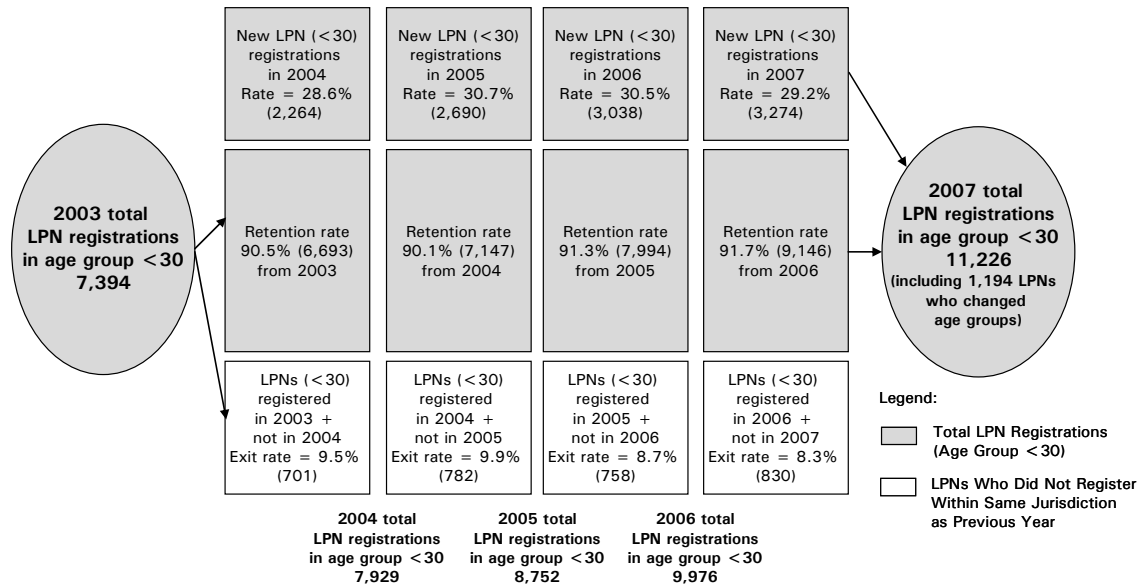 2003 total
LPN registrations
in age group <30
7,394
New LPN (<30)
registrations
in 2004
Rate = 28.6%
(2,264)
New LPN (<30)
registrations
in 2005
Rate = 30.7%
(2,690)
New LPN (<30)
registrations
in 2006
Rate = 30.5%
(3,038)
New LPN (<30)
registrations
in 2007
Rate = 29.2%
(3,274)
Retention rate
90.5% (6,693)
from 2003
Retention rate
90.1% (7,147)
from 2004
Retention rate
91.3% (7,994)
from 2005
Retention rate
91.7% (9,146)
from 2006
LPNs (<30)
registered
in 2003 +
not in 2004
Exit rate = 9.5%
(701)
LPNs (<30)
registered
in 2004 +
not in 2005
Exit rate = 9.9%
(782)
LPNs (<30)
registered
in 2005 +
not in 2006
Exit rate = 8.7%
(758)
LPNs (<30)
registered
in 2006 +
not in 2007
Exit rate = 8.3%
(830)
2004 total
LPN registrations
in age group <30
7,929
2005 total
LPN registrations
in age group <30
8,752
2006 total
LPN registrations
in age group <30
9,976
2007 total
LPN registrations
in age group <30
11,226
(including 1,194 LPNs
who changed
age groups)
Legend:
Total LPN Registrations
(Age Group <30)
LPNs Who Did Not Register
Within Same Jurisdiction
as Previous Year